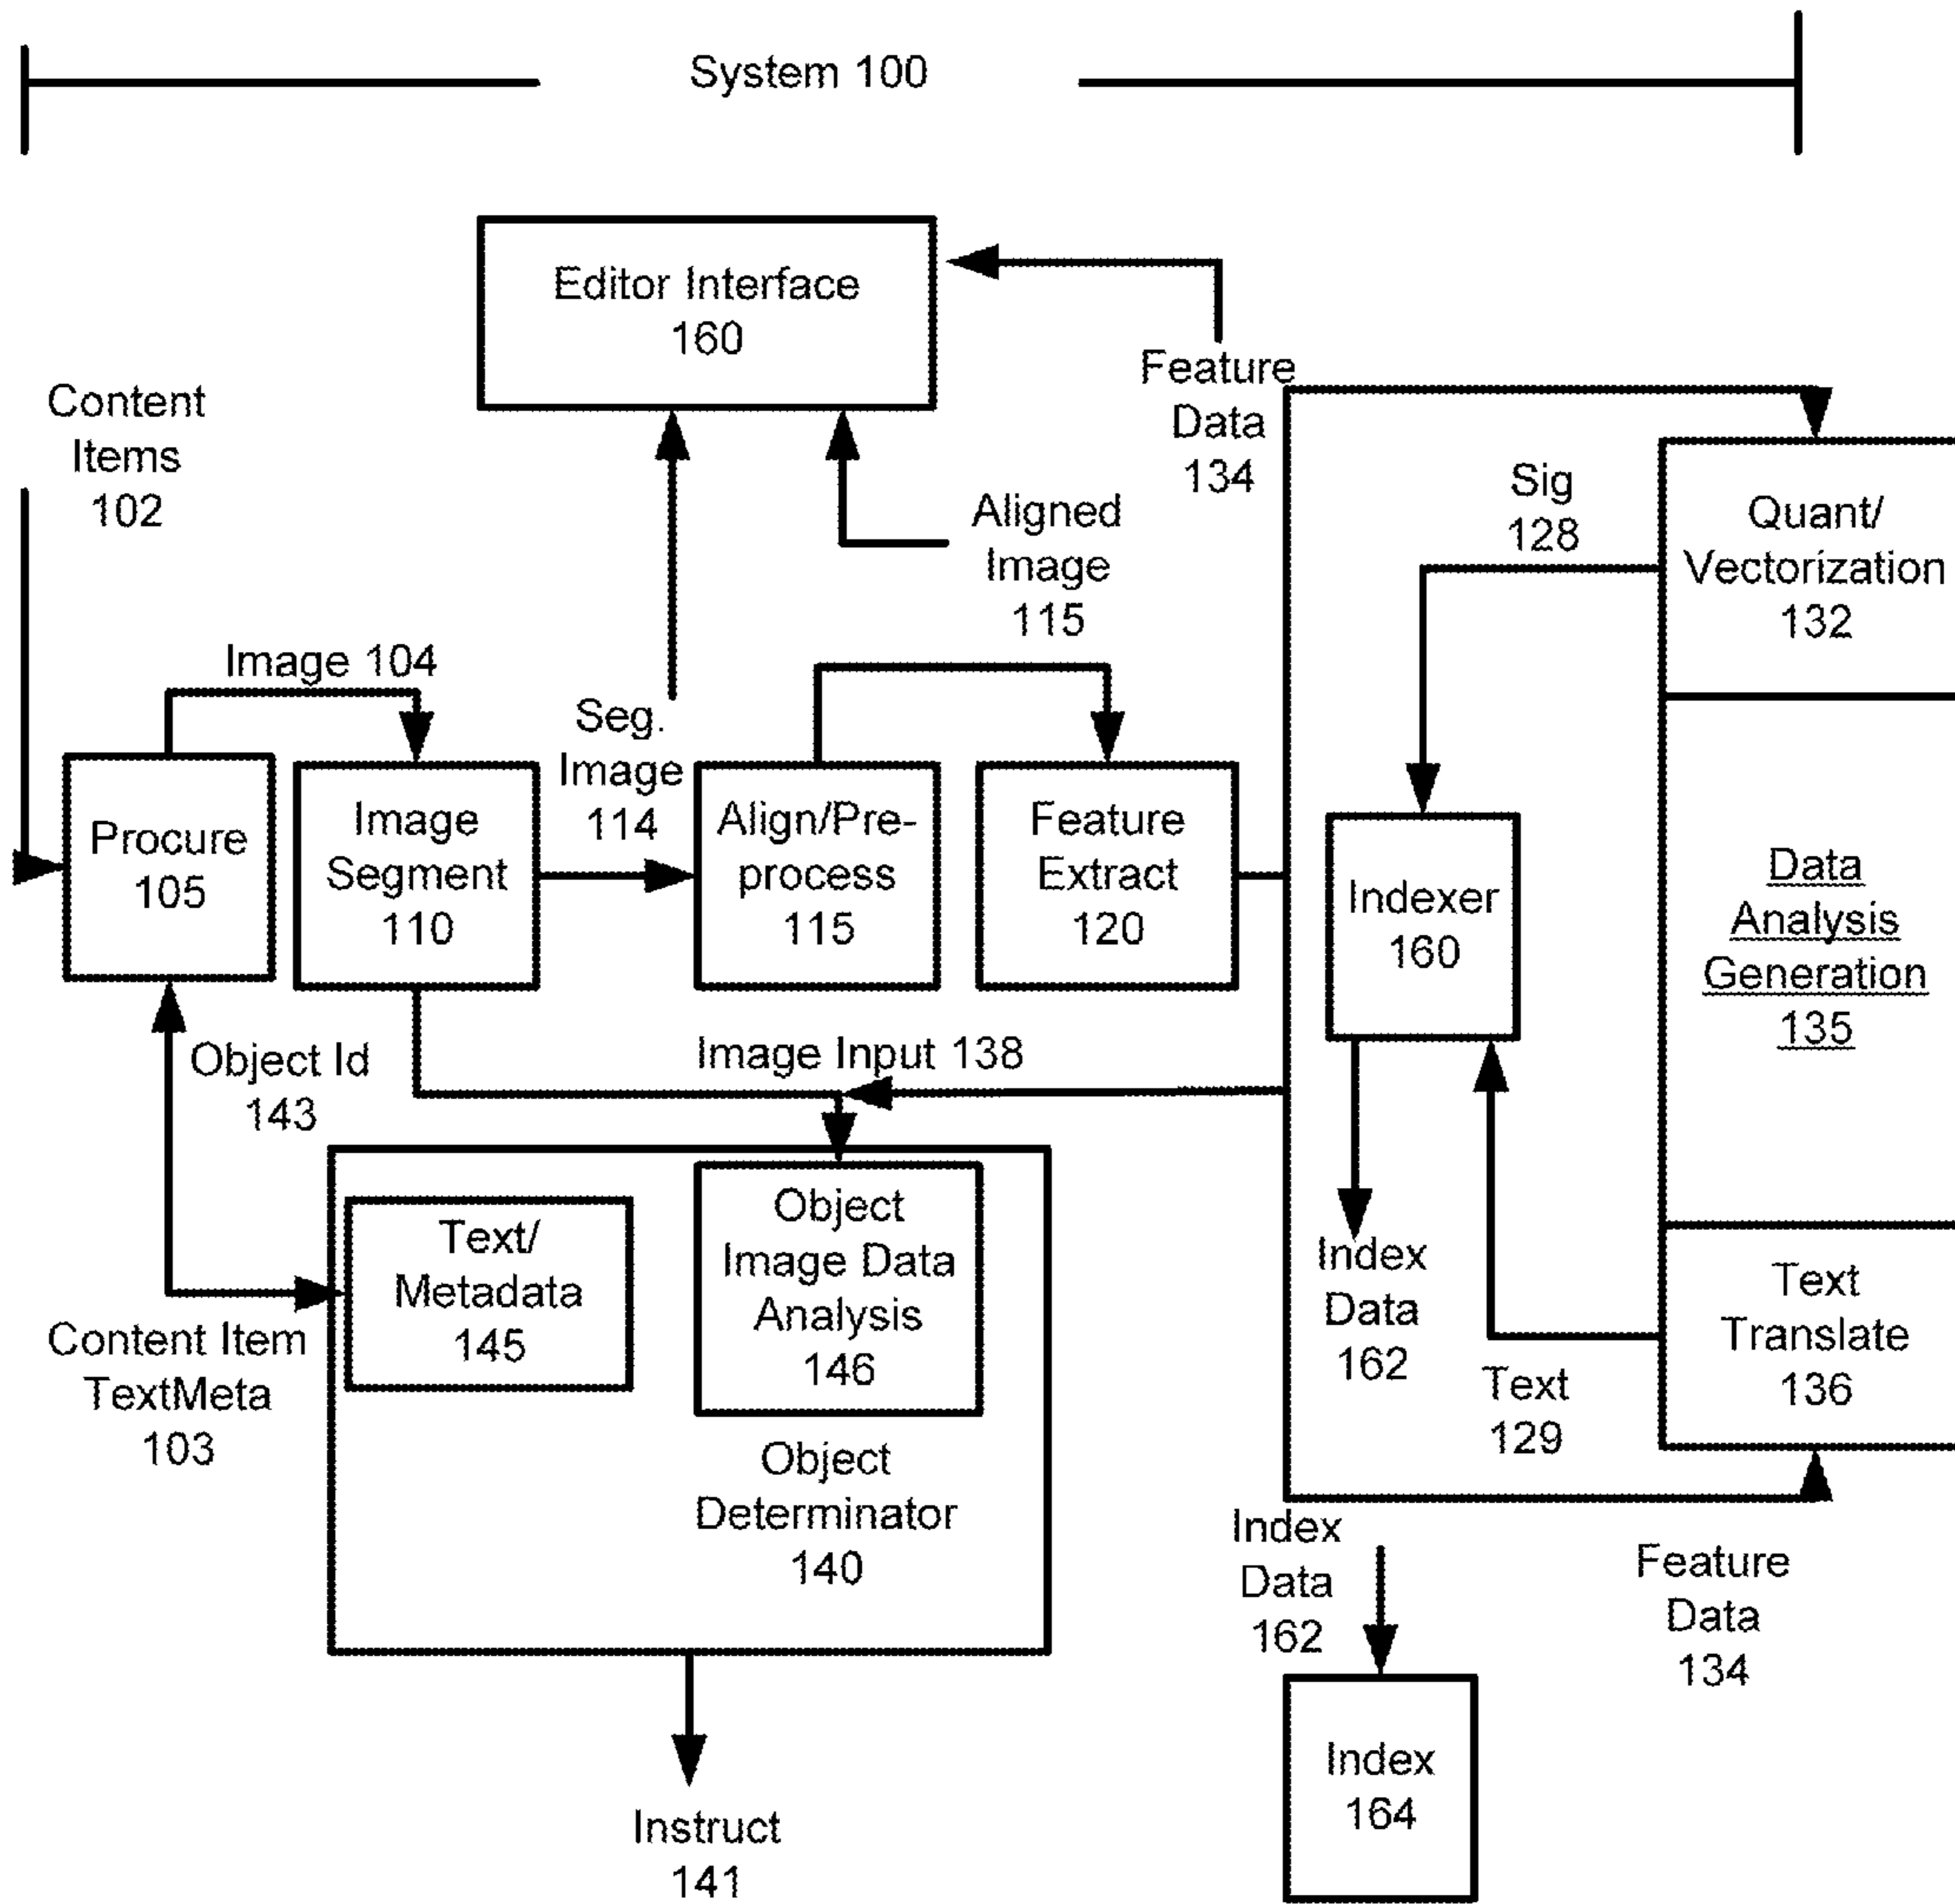 System 100
Editor Interface
160
Feature
Data
134
Content
Items
102
Sig
128
Quant/
Vectorization
132
Aligned
Image
115
Image 104
Seg.
Image
114
Procure
105
Image
Segment
110
Align/Pre-
process
115
Feature
Extract
120
Indexer
160
Data
Analysis
Generation
135
Object Id
143
Image Input 138
Text/
Metadata
145
Object
Image Data
Analysis
146
Index
Data
162
Text
Translate
136
Content Item
TextMeta
103
Text
129
Object
Determinator
140
Index
Data
162
Feature
Data
134
Index
164
Instruct
141